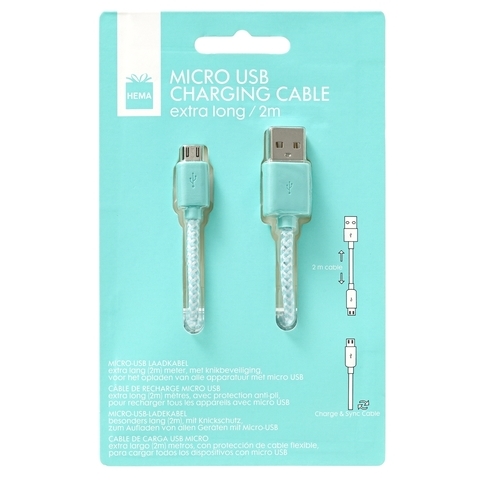 HEMA
MICRO USB
CHARGING CABLE
extra long / 2m
2 m cable
MICRO-USB LAADKABEL
extra long (2m) meter, met knikbeveiliging,
voor het opladen van alle apparatuur met micro USB
CÂBLE DE RECHARGE MICRO USB
extra long (2m) mètres, avec protection anti pli,
pour recharger tous les appareils avec micro USB
MICRO-USB-LADEKABEL
besonders lang (2m), mit Knickschutz
zum Aufladen von allen Geräten mit Micro USB
CABLE DE CARGA USB MICRO
extra largo (2m) metros, con protección de cable flexible
para cargar todos los dispositivos con micro USB
Charge & Sync Cable